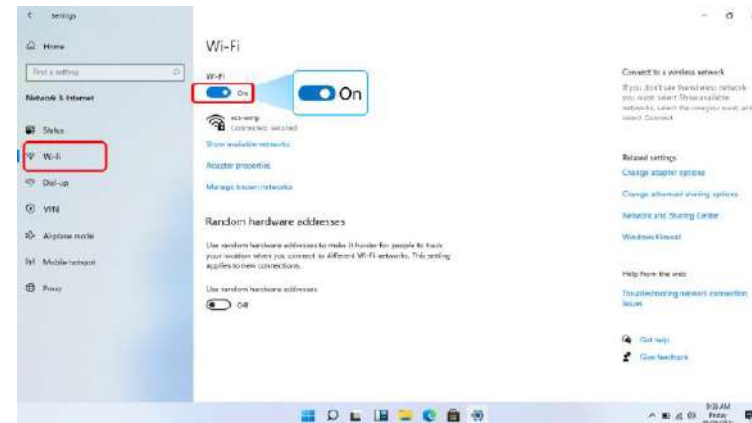 Settings
Home
Find a setting
Network & Internet
Status
Wi-Fi
Dial-up
VPN
Airplane mode
Mobile hotspot
Proxy
Wi-Fi
Wi-Fi
On
On
Connected, secured
Show available networks
Adapter properties
Manage known networks
Random hardware addresses
Use random hardware addresses to make it harder for people to track
your location when you connect to different Wi-Fi networks. This setting
applies to new connections.
Use random hardware addresses
Off
Connect to a wireless network
If you don't see the wireless network
you want, select Show available
networks, select the one you want, and
select Connect
Related settings
Change adapter options
Change advanced sharing options
Network and Sharing Center
Windows Firewall
Help from the web
Troubleshooting network connection
issues
Get help
Give feedback
Friday